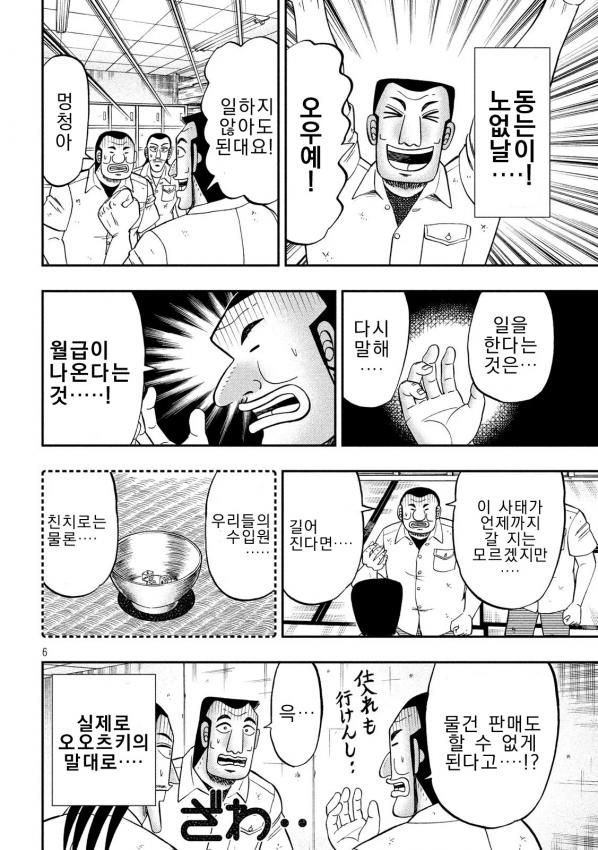 노동
없는
날이
····!
오우예!
일하지
않아도
된대요!
멍
청아
일을
한다는
것은…
다시
말해
····
월급이
나온다는
것·····!
이 사태가
언제까지
갈 지는
모르겠지만
····
길어
진다면····
우리들의
수입원
·····
친치로는
물론····
6
물건 판매도
할 수 없게
된다고····!?
仕入れも
行けんし‥
윽…
ざわ‥
실제로
오오츠키의
말대로····